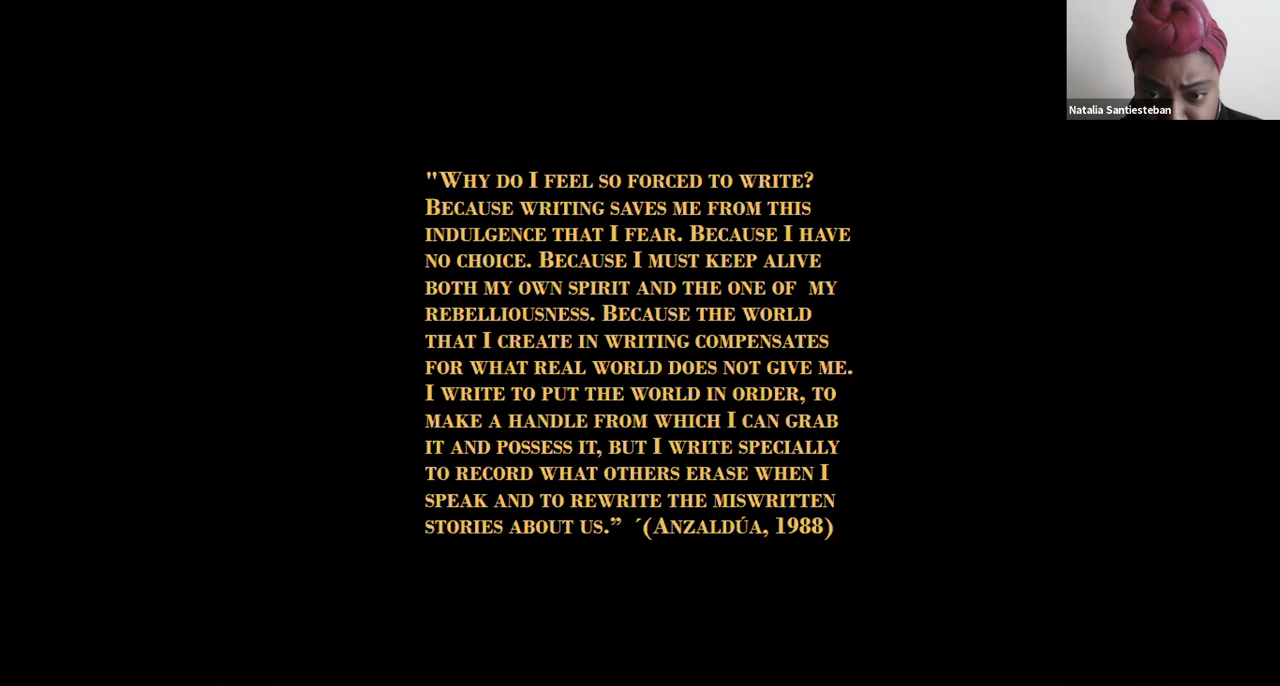 Natalia Santiesteban
"Why do I feel so forced to write?
Because writing saves me from this
indulgence that I fear. Because I have
no choice. Because I must keep alive
both my own spirit and the one of  my
rebelliousness. Because the world
that I create in writing compensates
for what real world does not give me.
I write to put the world in order, to
make a handle from which I can grab
it and possess it, but I write specially
to record what others erase when I
speak and to rewrite the miswritten
stories about us.”  ´(Anzaldúa, 1988)